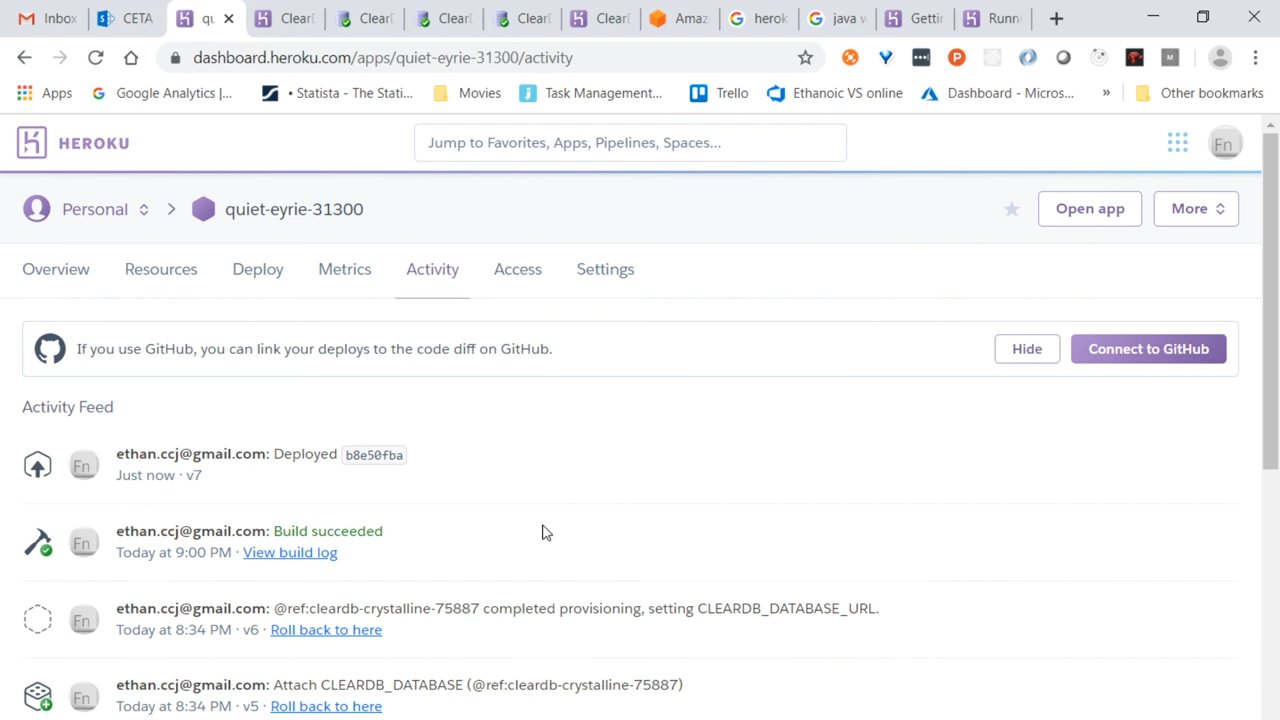 Inbox CETA qu ClearD ClearD ClearD ClearD ClearD Amaz herok java w Gettin Runni
dashboard.heroku.com/apps/quiet-eyrie-31300/activity
Apps Google Analytics |... • Statista - The Stati... Movies Task Management... Trello Ethanoic VS online Dashboard - Micros... » Other bookmarks
HEROKU Jump to Favorites, Apps, Pipelines, Spaces... Fn
Personal quiet-eyrie-31300 Open app More
Overview Resources Deploy Metrics Activity Access Settings
If you use GitHub, you can link your deploys to the code diff on GitHub. Hide Connect to GitHub
Activity Feed
Fn ethan.ccj@gmail.com: Deployed b8e50fba
Just now · v7
Fn ethan.ccj@gmail.com: Build succeeded
Today at 9:00 PM · View build log
Fn ethan.ccj@gmail.com: @ref:cleardb-crystalline-75887 completed provisioning, setting CLEARDB_DATABASE_URL.
Today at 8:34 PM · v6 · Roll back to here
Fn ethan.ccj@gmail.com: Attach CLEARDB_DATABASE (@ref:cleardb-crystalline-75887)
Today at 8:34 PM · v5 · Roll back to here